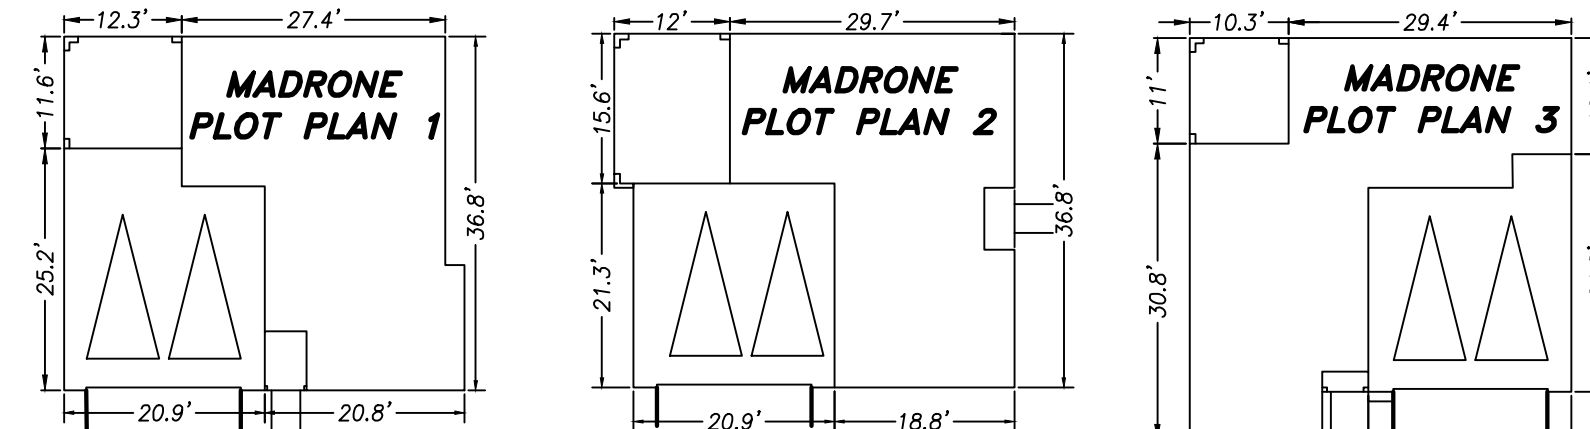 12.3' 27.4'
11.6'
MADRONE
PLOT PLAN 1
25.2'
36.8'
20.9' 20.8'
12' 29.7'
15.6'
MADRONE
PLOT PLAN 2
21.3'
36.8'
20.9' 18.8'
10.3' 29.4'
11'
MADRONE
PLOT PLAN 3
30.8'